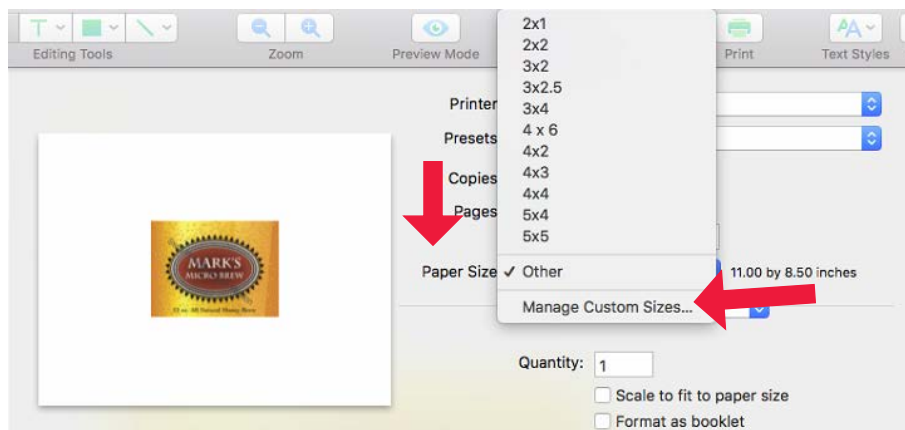 Editing Tools
Zoom
Preview Mode
Print
Text Styles
2x1
2x2
3x2
3x2.5
3x4
4 x 6
4x2
4x3
4x4
5x4
5x5
✓ Other
Manage Custom Sizes...
Printer
Presets
Copies
Pages
Paper Size
11.00 by 8.50 inches
MARK'S
MICRO BREW
Quantity: 1
Scale to fit to paper size
Format as booklet